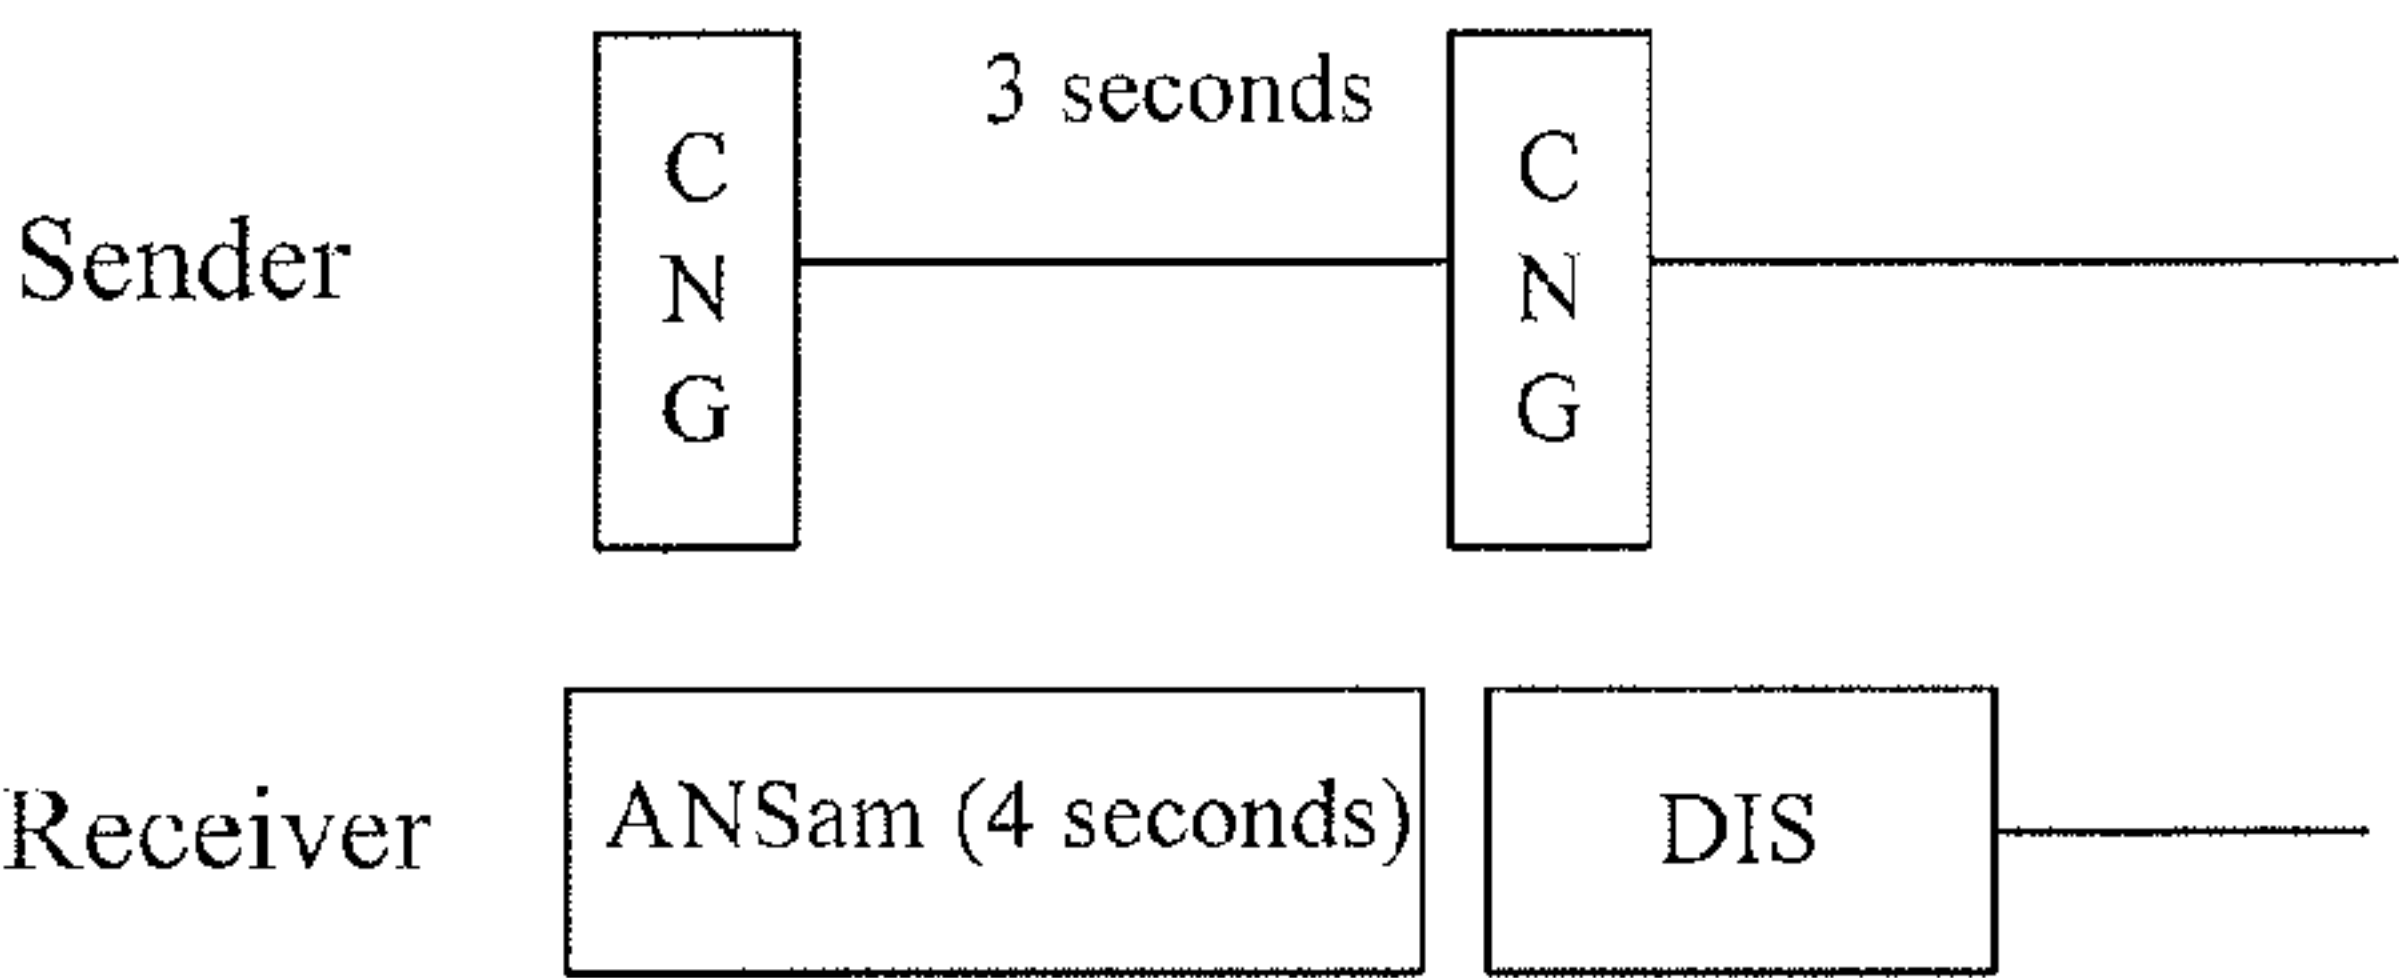 Sender
C
N
G
3 seconds
C
N
G
Receiver
ANSam (4 seconds)
DIS